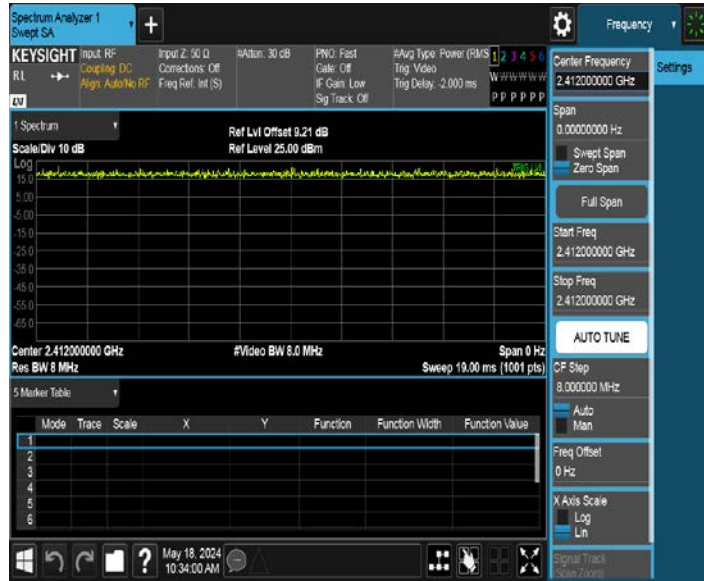 Spectrum Analyzer 1
Swept SA
+
Frequency
KEYSIGHT
RL
Input: RF
Coupling: DC
Align: Auto/No RF
Input Z: 50 Ω
Corrections: Off
Freq Ref: Int (S)
#Atten: 30 dB
PNO: Fast
Gate: Off
IF Gain: Low
Sig Track: Off
#Avg Type: Power (RMS
Trig: Video
Trig Delay: -2.000 ms
1 2 3 4 5 6
W W W W W W
P P P P P P
Center Frequency
2.412000000 GHz
Settings
Span
0.00000000 Hz
Swept Span
Zero Span
Full Span
Start Freq
2.412000000 GHz
Stop Freq
2.412000000 GHz
AUTO TUNE
CF Step
8.000000 MHz
Auto
Man
Freq Offset
0 Hz
X Axis Scale
Log
Lin
Signal Track
(Span Zoom)
1 Spectrum
Scale/Div 10 dB
Ref Lvl Offset 9.21 dB
Ref Level 25.00 dBm
Log
15.0
5.00
-5.00
-15.0
-25.0
-35.0
-45.0
-55.0
-65.0
Center 2.412000000 GHz
Res BW 8 MHz
#Video BW 8.0 MHz
Span 0 Hz
Sweep 19.00 ms (1001 pts)
5 Marker Table
Mode Trace Scale X Y Function Function Width Function Value
1
2
3
4
5
6
?
May 18, 2024
10:34:00 AM